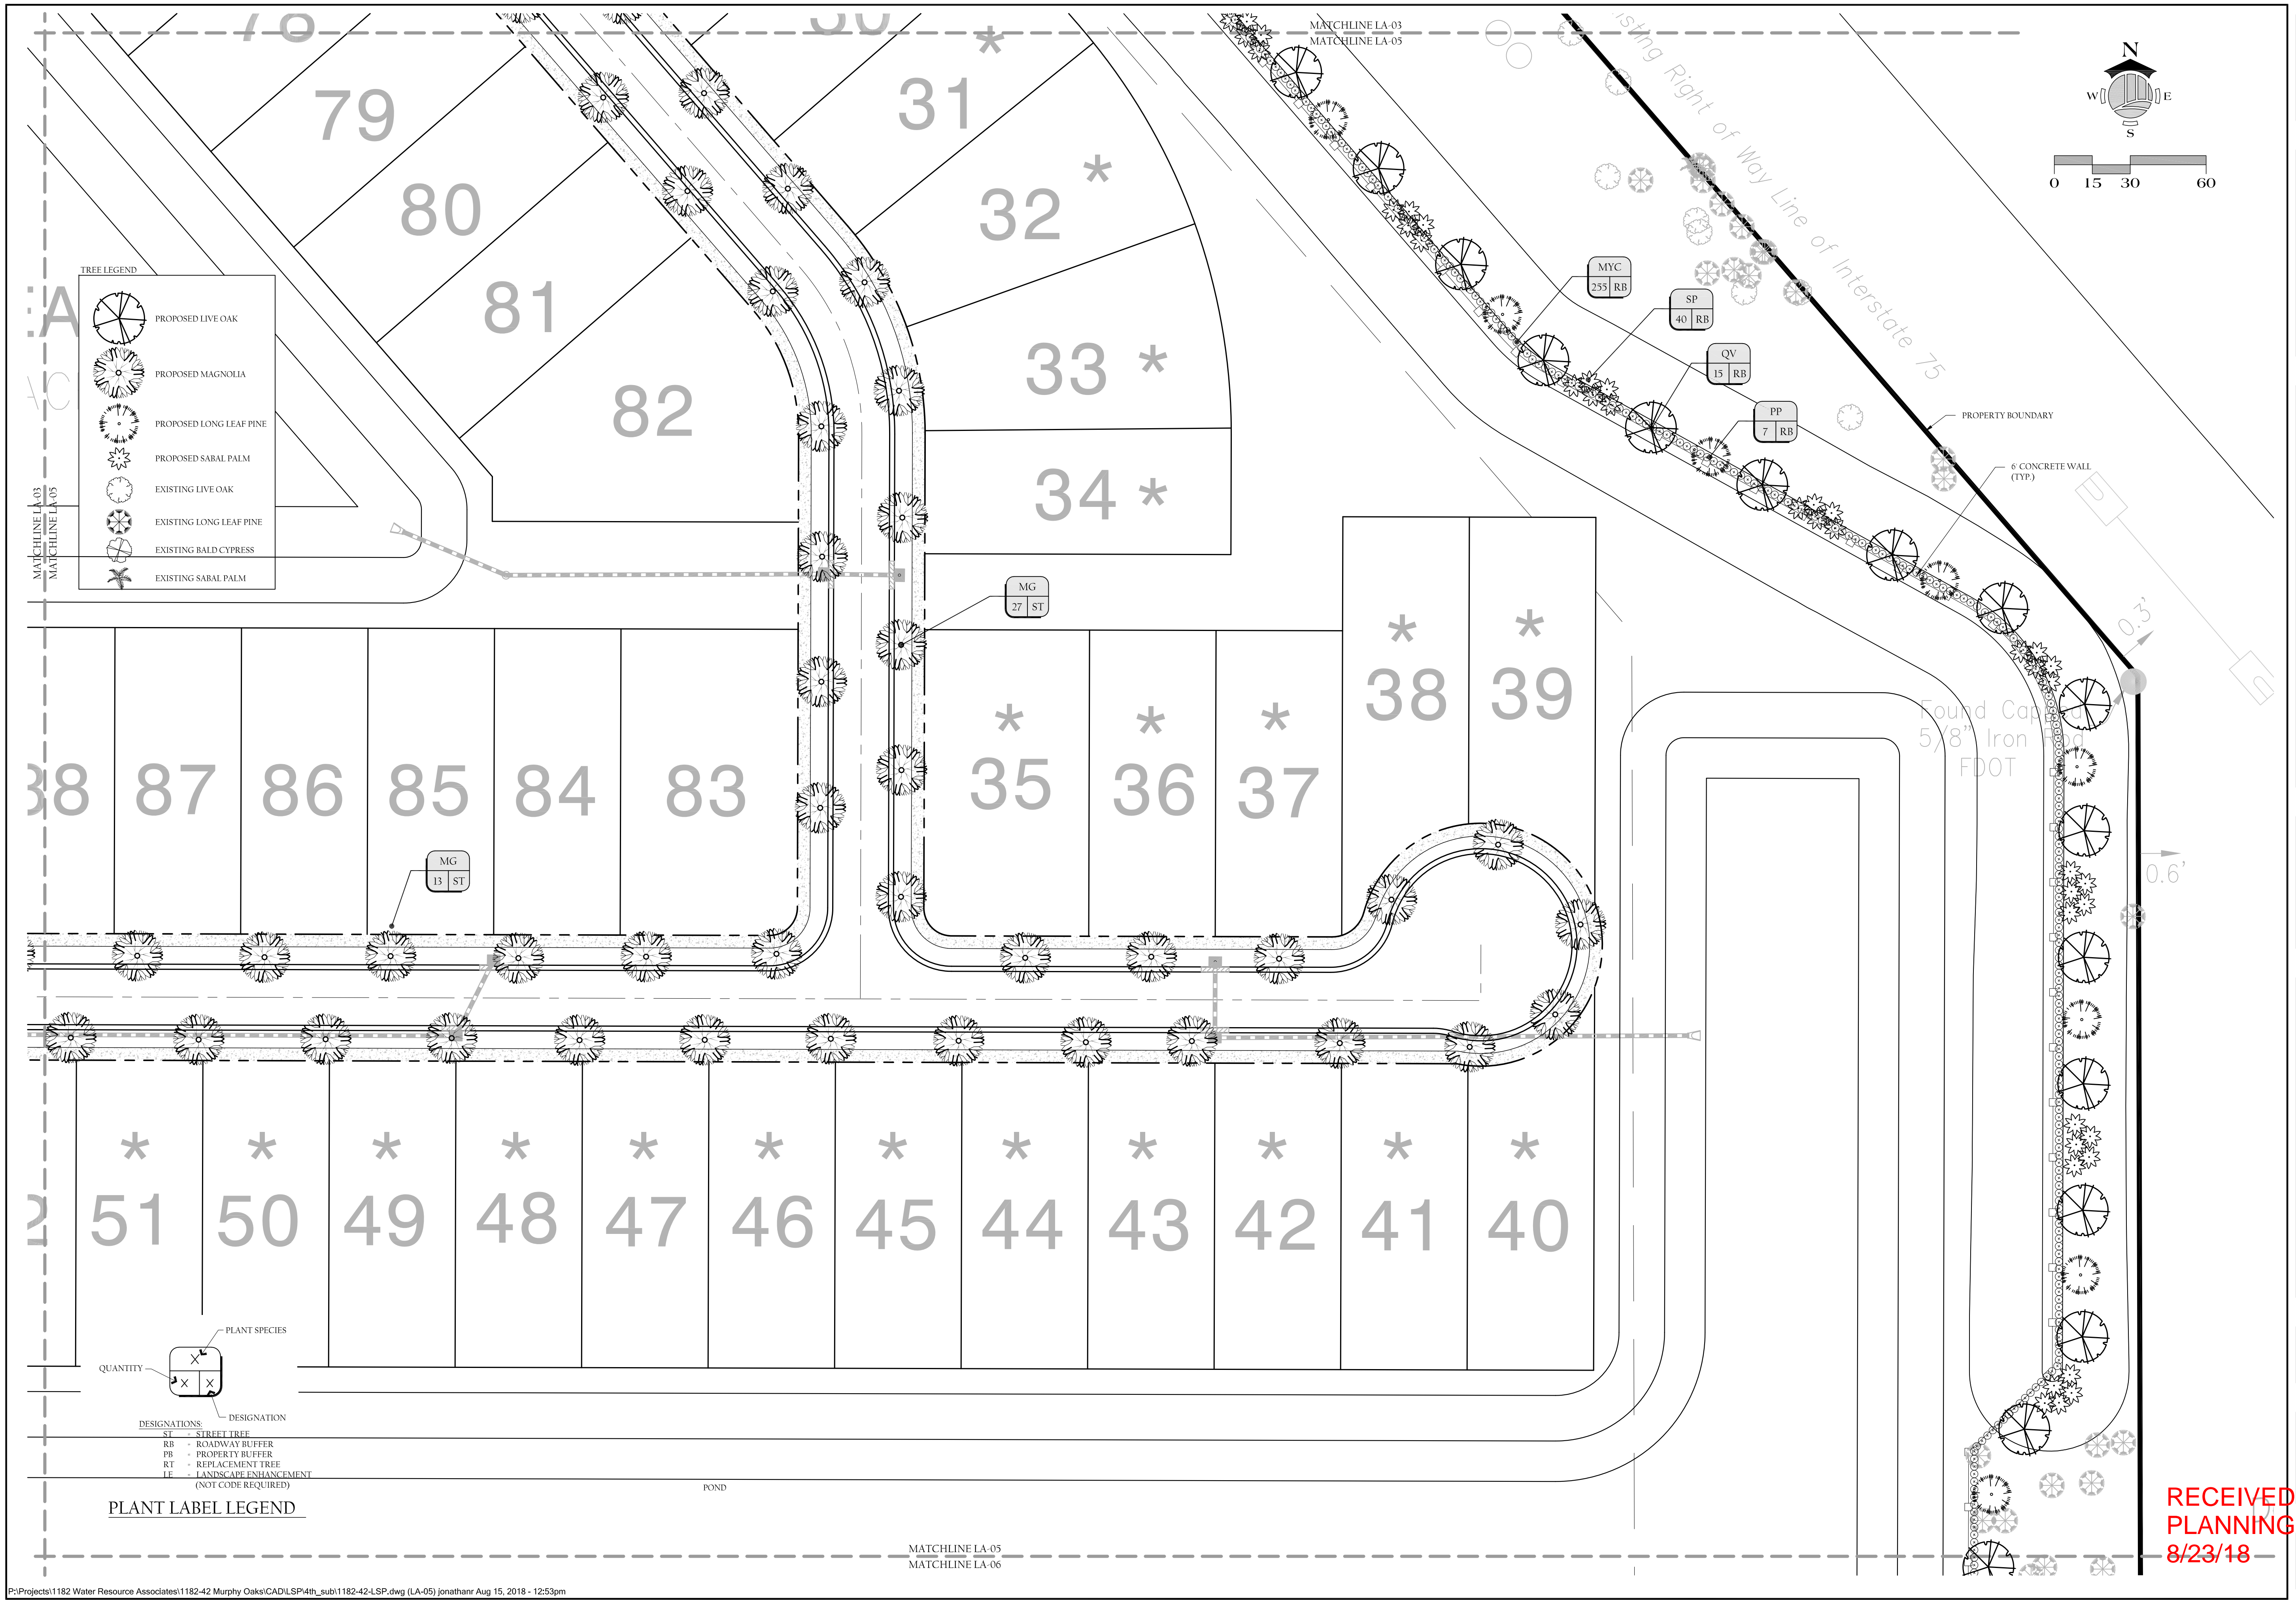 MATCHLINE LA-03
MATCHLINE LA-05
Right of Way Line of Interstate 75
N
W
E
S
0 15 30 60
78
79
80
81
82
31 *
32 *
33 *
34 *
TREE LEGEND
PROPOSED LIVE OAK
PROPOSED MAGNOLIA
PROPOSED LONG LEAF PINE
PROPOSED SABAL PALM
EXISTING LIVE OAK
EXISTING LONG LEAF PINE
EXISTING BALD CYPRESS
EXISTING SABAL PALM
MATCHLINE LA-03
MATCHLINE LA-05
MYC
255 RB
SP
40 RB
QV
15 RB
PP
7 RB
PROPERTY BOUNDARY
6' CONCRETE WALL
(TYP.)
MG
27 ST
0.3'
Found Capped
5/8" Iron Rod
FDOT
0.6'
* *
38 39
* * *
35 36 37
88 87 86 85 84 83
MG
13 ST
* * * * * * * * * * * *
51 50 49 48 47 46 45 44 43 42 41 40
PLANT SPECIES
QUANTITY
X
X X
DESIGNATION
DESIGNATIONS:
ST - STREET TREE
RB - ROADWAY BUFFER
PB - PROPERTY BUFFER
RT - REPLACEMENT TREE
LE - LANDSCAPE ENHANCEMENT
(NOT CODE REQUIRED)
PLANT LABEL LEGEND
POND
MATCHLINE LA-05
MATCHLINE LA-06
RECEIVED
PLANNING
8/23/18
P:\Projects\1182 Water Resource Associates\1182-42 Murphy Oaks\CAD\LSP\4th_sub\1182-42-LSP.dwg (LA-05) jonathanr Aug 15, 2018 - 12:53pm